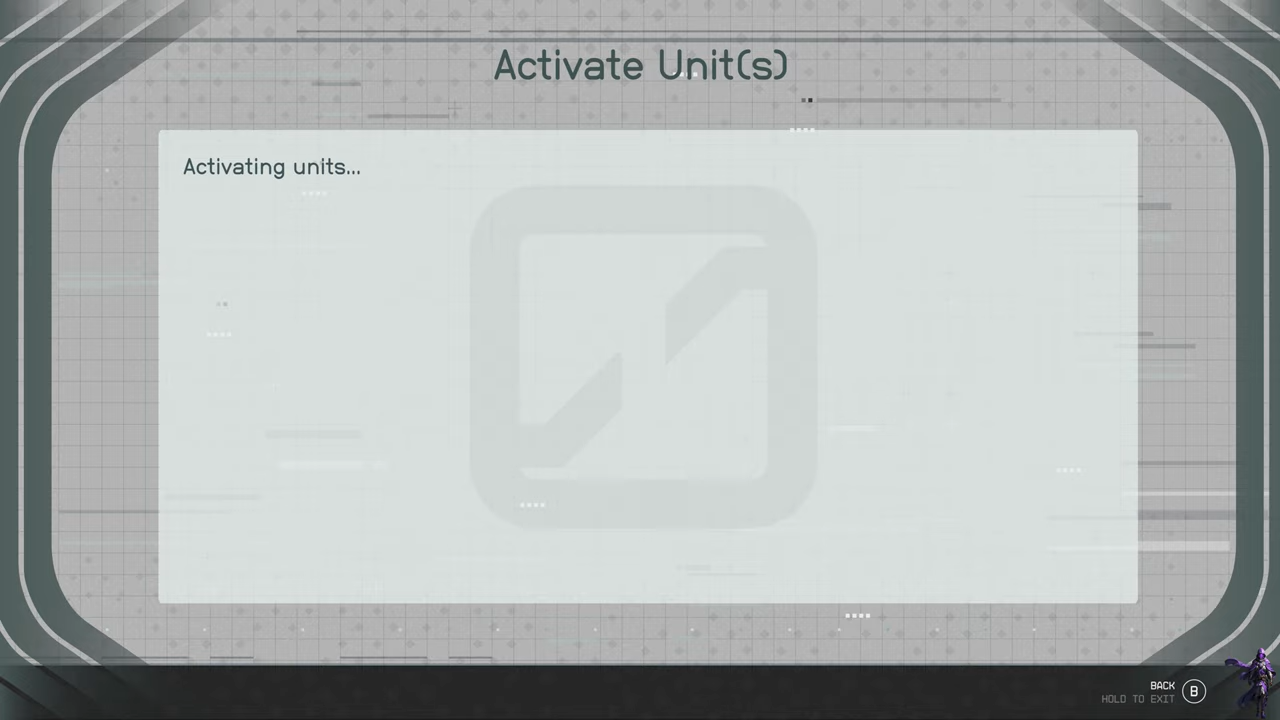 Activate Unit(s)
Activating units...
BACK
HOLD TO EXIT
B